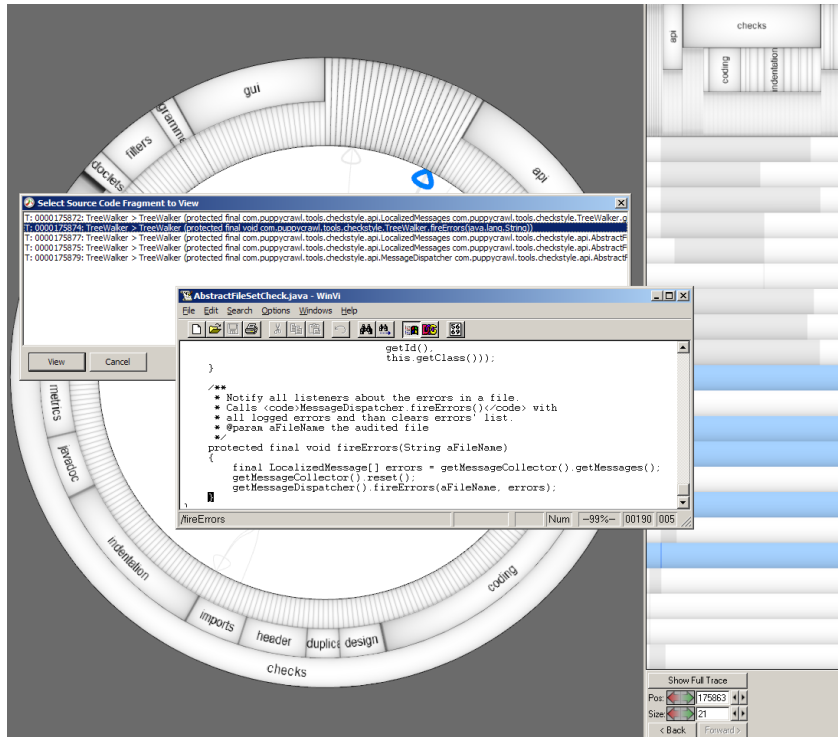 gui
gramma
filters
doclets
api
api
checks
coding
indentation
Select Source Code Fragment to View
T: 0000175872: TreeWalker > TreeWalker (protected final com.puppycrawl.tools.checkstyle.api.LocalizedMessages com.puppycrawl.tools.checkstyle.TreeWalker.g
T: 0000175874: TreeWalker > TreeWalker (protected final void com.puppycrawl.tools.checkstyle.TreeWalker.fireErrors(java.lang.String))
T: 0000175877: TreeWalker > TreeWalker (protected final com.puppycrawl.tools.checkstyle.api.LocalizedMessages com.puppycrawl.tools.checkstyle.api.AbstractF
T: 0000175875: TreeWalker > TreeWalker (protected final com.puppycrawl.tools.checkstyle.api.LocalizedMessages com.puppycrawl.tools.checkstyle.api.AbstractFi
T: 0000175879: TreeWalker > TreeWalker (protected final com.puppycrawl.tools.checkstyle.api.MessageDispatcher com.puppycrawl.tools.checkstyle.api.AbstractF
View
Cancel
AbstractFileSetCheck.java - WinVi
File Edit Search Options Windows Help
getId(),
this.getClass()));
}
/**
* Notify all listeners about the errors in a file.
* Calls <code>MessageDispatcher.fireErrors()</code> with
* all logged errors and than clears errors' list.
* @param aFileName the audited file
*/
protected final void fireErrors(String aFileName)
{
final LocalizedMessage[] errors = getMessageCollector().getMessages();
getMessageCollector().reset();
getMessageDispatcher().fireErrors(aFileName, errors);
}
/fireErrors
Num
--99%--
00190
005
metrics
javadoc
indentation
imports
header
duplica
design
coding
checks
Show Full Trace
Pos: 175863
Size: 21
< Back
Forward >